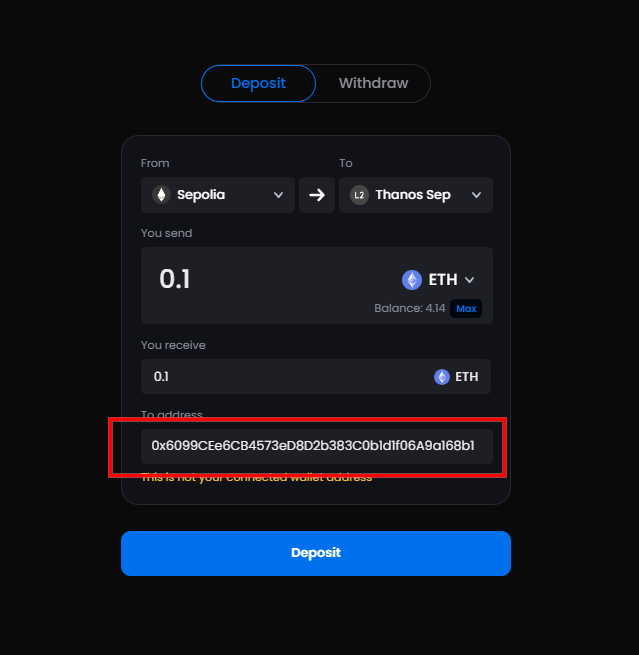 Deposit Withdraw
From To
Sepolia L2 Thanos Sep
You send
0.1 ETH
Balance: 4.14 Max
You receive
0.1 ETH
To address
0x6099CEe6CB4573eD8D2b383C0b1d1f06A9a168b1
This is not your connected wallet address
Deposit